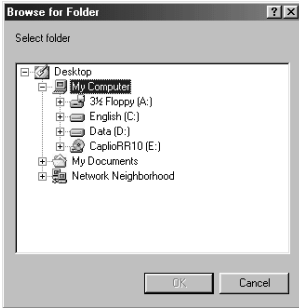 Browse for Folder
Select folder
Desktop
My Computer
3½ Floppy (A:)
English (C:)
Data (D:)
CaplioRR10 (E:)
My Documents
Network Neighborhood
OK Cancel